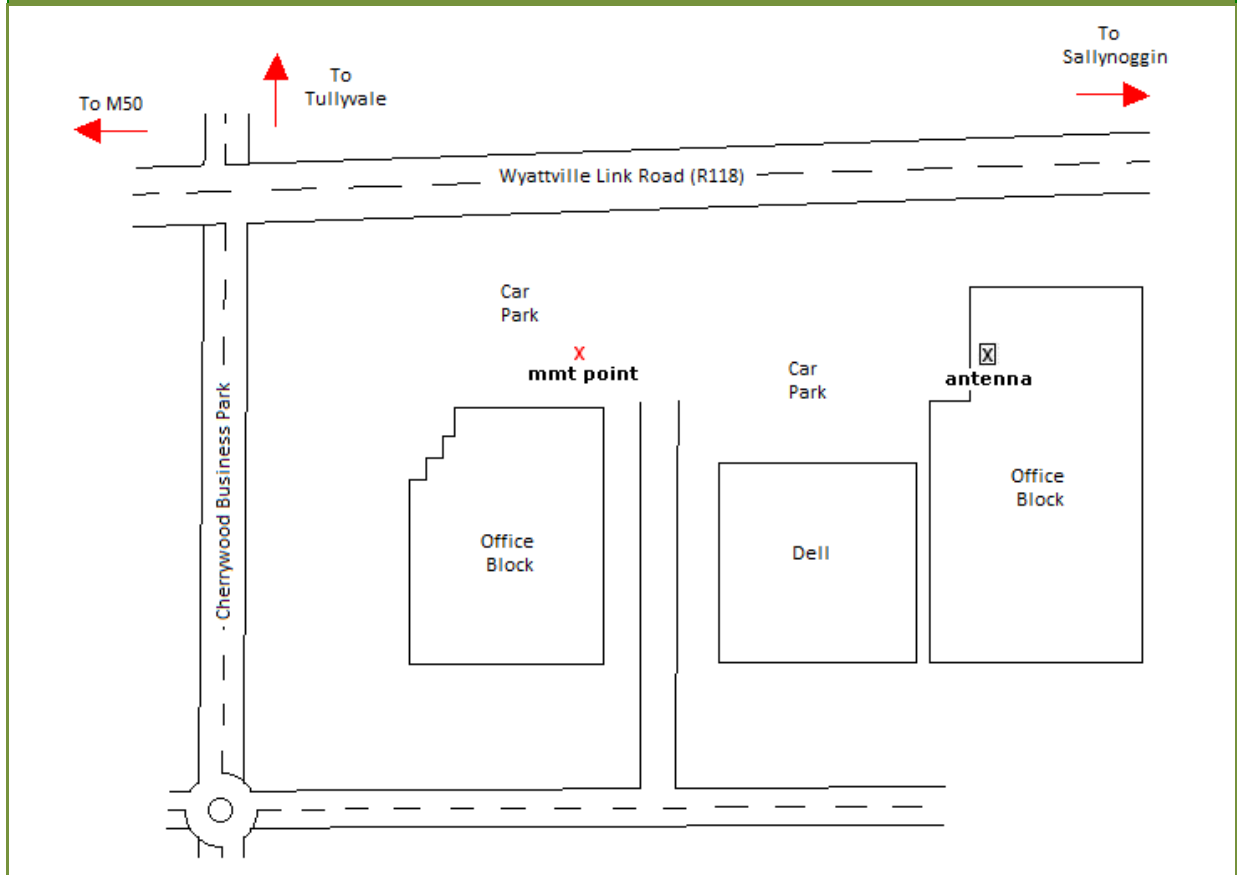 To
Sallynoggin
To
Tullyvale
To M50
Wyattville Link Road (R118)
Car
Park
X
mmt point
Car
Park
X
antenna
Cherrywood Business Park
Office
Block
Office
Block
Dell